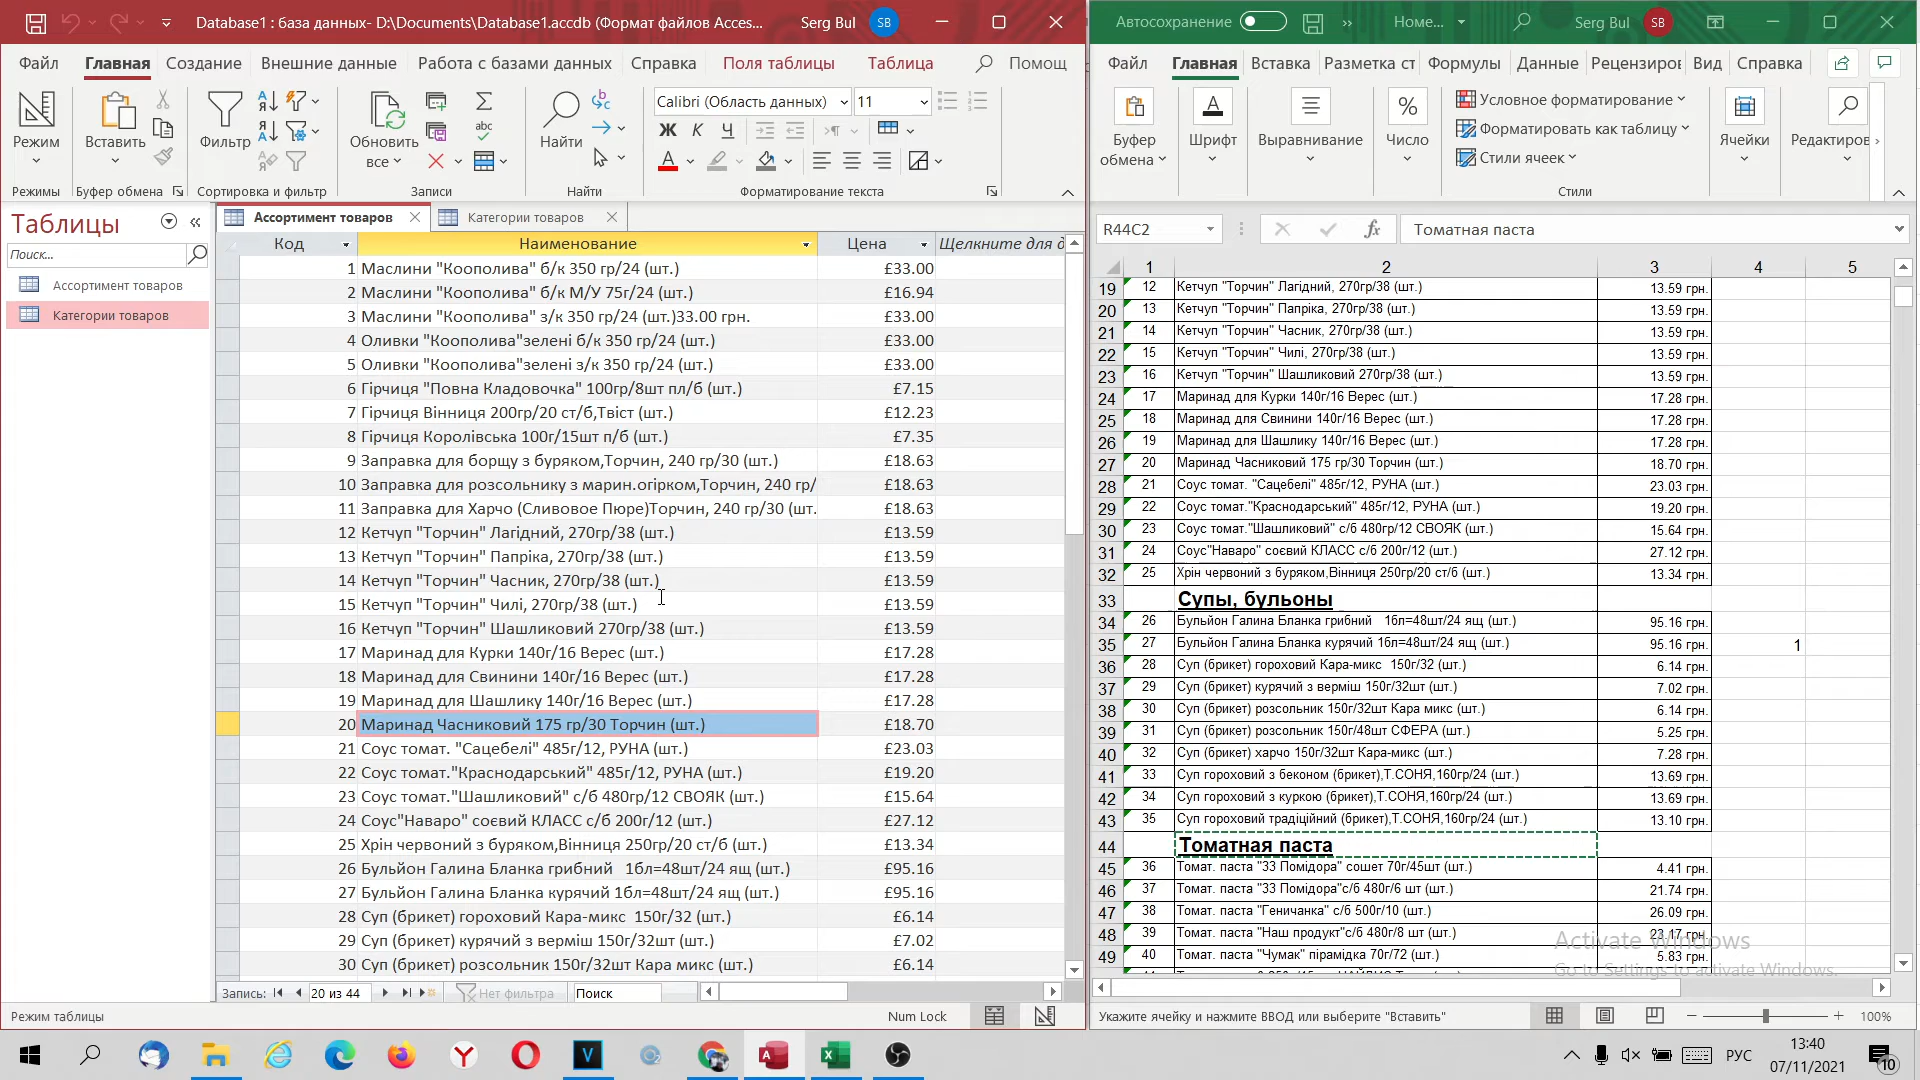 Database1 : база данных- D:\Documents\Database1.accdb (Формат файлов Acces...
Serg Bul
SB
Файл
Главная
Создание
Внешние данные
Работа с базами данных
Справка
Поля таблицы
Таблица
Помощ
Режим
Вставить
Фильтр
Обновить
все
Найти
Calibri (Область данных)
11
Ж
К
Ч
Режимы
Буфер обмена
Сортировка и фильтр
Записи
Найти
Форматирование текста
Таблицы
Поиск...
Ассортимент товаров
Категории товаров
Ассортимент товаров
Категории товаров
Код
Наименование
Цена
Щелкните для д
1 Маслини "Коополива" б/к 350 гр/24 (шт.) £33.00
2 Маслини "Коополива" б/к М/У 75г/24 (шт.) £16.94
3 Маслини "Коополива" з/к 350 гр/24 (шт.)33.00 грн. £33.00
4 Оливки "Коополива"зелені б/к 350 гр/24 (шт.) £33.00
5 Оливки "Коополива"зелені з/к 350 гр/24 (шт.) £33.00
6 Гірчиця "Повна Кладовочка" 100гр/8шт пл/б (шт.) £7.15
7 Гірчиця Вінниця 200гр/20 ст/б,Твіст (шт.) £12.23
8 Гірчиця Королівська 100г/15шт п/б (шт.) £7.35
9 Заправка для борщу з буряком,Торчин, 240 гр/30 (шт.) £18.63
10 Заправка для розсольнику з марин.огірком,Торчин, 240 гр/ £18.63
11 Заправка для Харчо (Сливовое Пюре)Торчин, 240 гр/30 (шт. £18.63
12 Кетчуп "Торчин" Лагідний, 270гр/38 (шт.) £13.59
13 Кетчуп "Торчин" Папріка, 270гр/38 (шт.) £13.59
14 Кетчуп "Торчин" Часник, 270гр/38 (шт.) £13.59
15 Кетчуп "Торчин" Чилі, 270гр/38 (шт.) £13.59
16 Кетчуп "Торчин" Шашликовий 270гр/38 (шт.) £13.59
17 Маринад для Курки 140г/16 Верес (шт.) £17.28
18 Маринад для Свинини 140г/16 Верес (шт.) £17.28
19 Маринад для Шашлику 140г/16 Верес (шт.) £17.28
20 Маринад Часниковий 175 гр/30 Торчин (шт.) £18.70
21 Соус томат. "Сацебелі" 485г/12, РУНА (шт.) £23.03
22 Соус томат."Краснодарський" 485г/12, РУНА (шт.) £19.20
23 Соус томат."Шашликовий" с/б 480гр/12 СВОЯК (шт.) £15.64
24 Соус"Наваро" соєвий КЛАСС с/б 200г/12 (шт.) £27.12
25 Хрін червоний з буряком,Вінниця 250гр/20 ст/б (шт.) £13.34
26 Бульйон Галина Бланка грибний 1бл=48шт/24 ящ (шт.) £95.16
27 Бульйон Галина Бланка курячий 1бл=48шт/24 ящ (шт.) £95.16
28 Суп (брикет) гороховий Кара-микс 150г/32 (шт.) £6.14
29 Суп (брикет) курячий з верміш 150г/32шт (шт.) £7.02
30 Суп (брикет) розсольник 150г/32шт Кара микс (шт.) £6.14
Запись:
20 из 44
Нет фильтра
Поиск
Режим таблицы
Num Lock
Автосохранение
Номе...
Serg Bul
SB
Файл
Главная
Вставка
Разметка ст
Формулы
Данные
Рецензиро
Вид
Справка
Буфер
обмена
Шрифт
Выравнивание
Число
Условное форматирование
Форматировать как таблицу
Стили ячеек
Ячейки
Редактиров
Стили
R44C2
fx
Томатная паста
1 2 3 4 5
19 12 Кетчуп "Торчин" Лагідний, 270гр/38 (шт.) 13.59 грн.
20 13 Кетчуп "Торчин" Папріка, 270гр/38 (шт.) 13.59 грн.
21 14 Кетчуп "Торчин" Часник, 270гр/38 (шт.) 13.59 грн.
22 15 Кетчуп "Торчин" Чилі, 270гр/38 (шт.) 13.59 грн.
23 16 Кетчуп "Торчин" Шашликовий 270гр/38 (шт.) 13.59 грн.
24 17 Маринад для Курки 140г/16 Верес (шт.) 17.28 грн.
25 18 Маринад для Свинини 140г/16 Верес (шт.) 17.28 грн.
26 19 Маринад для Шашлику 140г/16 Верес (шт.) 17.28 грн.
27 20 Маринад Часниковий 175 гр/30 Торчин (шт.) 18.70 грн.
28 21 Соус томат. "Сацебелі" 485г/12, РУНА (шт.) 23.03 грн.
29 22 Соус томат."Краснодарський" 485г/12, РУНА (шт.) 19.20 грн.
30 23 Соус томат."Шашликовий" с/б 480гр/12 СВОЯК (шт.) 15.64 грн.
31 24 Соус"Наваро" соєвий КЛАСС с/б 200г/12 (шт.) 27.12 грн.
32 25 Хрін червоний з буряком,Вінниця 250гр/20 ст/б (шт.) 13.34 грн.
33 Супы, бульоны
34 26 Бульйон Галина Бланка грибний 1бл=48шт/24 ящ (шт.) 95.16 грн.
35 27 Бульйон Галина Бланка курячий 1бл=48шт/24 ящ (шт.) 95.16 грн. 1
36 28 Суп (брикет) гороховий Кара-микс 150г/32 (шт.) 6.14 грн.
37 29 Суп (брикет) курячий з верміш 150г/32шт (шт.) 7.02 грн.
38 30 Суп (брикет) розсольник 150г/32шт Кара микс (шт.) 6.14 грн.
39 31 Суп (брикет) розсольник 150г/48шт СФЕРА (шт.) 5.25 грн.
40 32 Суп (брикет) харчо 150г/32шт Кара-микс (шт.) 7.28 грн.
41 33 Суп гороховий з беконом (брикет),Т.СОНЯ,160гр/24 (шт.) 13.69 грн.
42 34 Суп гороховий з куркою (брикет),Т.СОНЯ,160гр/24 (шт.) 13.69 грн.
43 35 Суп гороховий традіційний (брикет),Т.СОНЯ,160гр/24 (шт.) 13.10 грн.
44 Томатная паста
45 36 Томат. паста "33 Помідора" сошет 70г/45шт (шт.) 4.41 грн.
46 37 Томат. паста "33 Помідора"с/б 480г/6 шт (шт.) 21.74 грн.
47 38 Томат. паста "Геничанка" с/б 500г/10 (шт.) 26.09 грн.
48 39 Томат. паста "Наш продукт"с/б 480г/8 шт (шт.) 23.17 грн.
49 40 Томат. паста "Чумак" пірамідка 70г/72 (шт.) 5.83 грн.
Activate Windows
Go to Settings to activate Windows.
Укажите ячейку и нажмите ВВОД или выберите "Вставить"
100%
РУС
13:40
07/11/2021
10